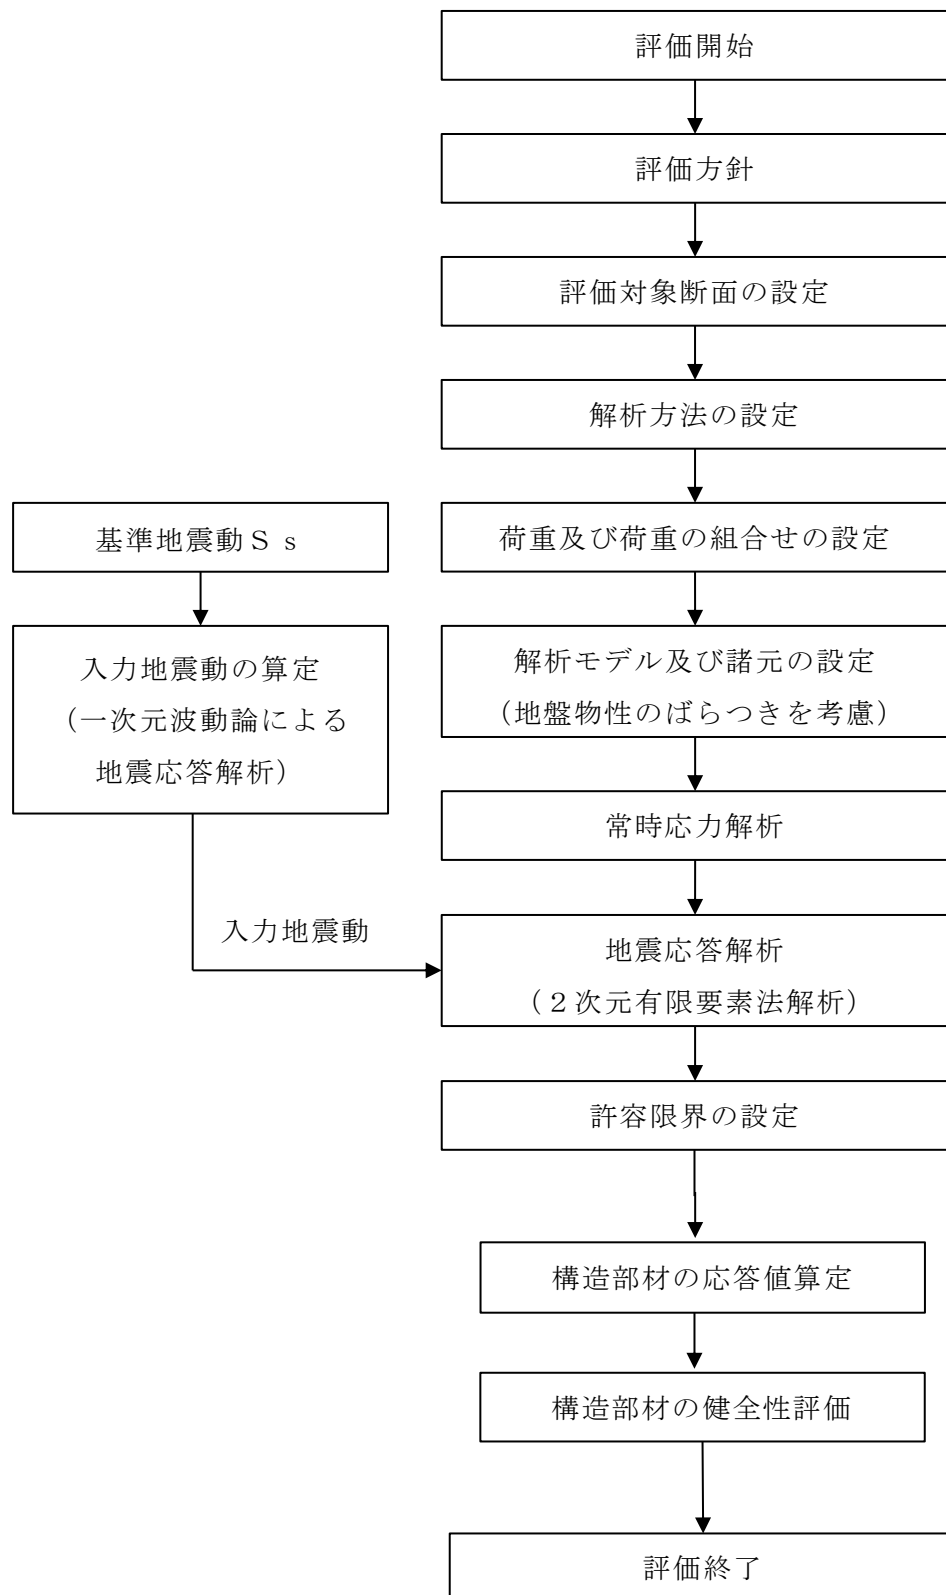 評価開始
評価方針
評価対象断面の設定
解析方法の設定
荷重及び荷重の組合せの設定
基準地震動Ｓｓ
入力地震動の算定
（一次元波動論による
地震応答解析）
解析モデル及び諸元の設定
（地盤物性のばらつきを考慮）
常時応力解析
入力地震動
地震応答解析
（２次元有限要素法解析）
許容限界の設定
構造部材の応答値算定
構造部材の健全性評価
評価終了